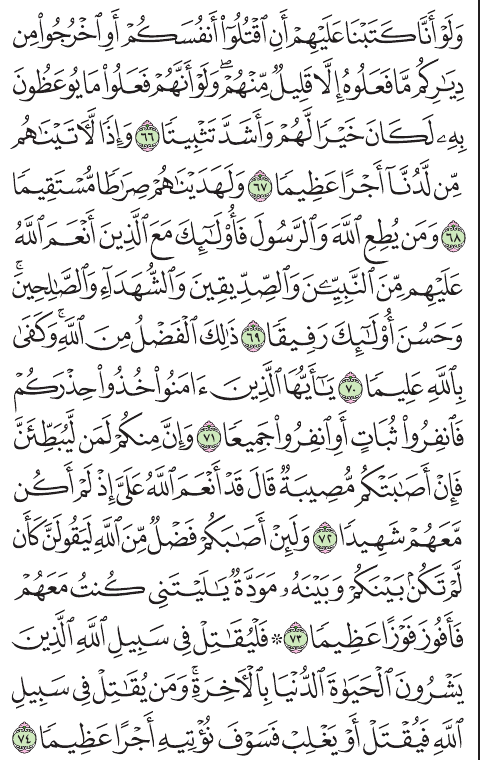 وَلَوْ أَنَّا كَتَبْنَا عَلَيْهِمْ أَنِ ٱقْتُلُوٓا۟ أَنفُسَكُمْ أَوِ ٱخْرُجُوا۟ مِن
دِيَـٰرِكُم مَّا فَعَلُوهُ إِلَّا قَلِيلٌ مِّنْهُمْ ۖ وَلَوْ أَنَّهُمْ فَعَلُوا۟ مَا يُوعَظُونَ
بِهِۦ لَكَانَ خَيْرًا لَّهُمْ وَأَشَدَّ تَثْبِيتًا ٦٦ وَإِذًا لَّـَٔاتَيْنَـٰهُم
مِّن لَّدُنَّآ أَجْرًا عَظِيمًا ٦٧ وَلَهَدَيْنَـٰهُمْ صِرَٰطًا مُّسْتَقِيمًا
٦٨ وَمَن يُطِعِ ٱللَّهَ وَٱلرَّسُولَ فَأُو۟لَـٰٓئِكَ مَعَ ٱلَّذِينَ أَنْعَمَ ٱللَّهُ
عَلَيْهِم مِّنَ ٱلنَّبِيِّـۧنَ وَٱلصِّدِّيقِينَ وَٱلشُّهَدَآءِ وَٱلصَّـٰلِحِينَ ۚ
وَحَسُنَ أُو۟لَـٰٓئِكَ رَفِيقًا ٦٩ ذَٰلِكَ ٱلْفَضْلُ مِنَ ٱللَّهِ ۚ وَكَفَىٰ
بِٱللَّهِ عَلِيمًا ٧٠ يَـٰٓأَيُّهَا ٱلَّذِينَ ءَامَنُوا۟ خُذُوا۟ حِذْرَكُمْ
فَٱنفِرُوا۟ ثُبَاتٍ أَوِ ٱنفِرُوا۟ جَمِيعًا ٧١ وَإِنَّ مِنكُمْ لَمَن لَّيُبَطِّئَنَّ
فَإِنْ أَصَـٰبَتْكُم مُّصِيبَةٌ قَالَ قَدْ أَنْعَمَ ٱللَّهُ عَلَىَّ إِذْ لَمْ أَكُن
مَّعَهُمْ شَهِيدًا ٧٢ وَلَئِنْ أَصَـٰبَكُمْ فَضْلٌ مِّنَ ٱللَّهِ لَيَقُولَنَّ كَأَن
لَّمْ تَكُنۢ بَيْنَكُمْ وَبَيْنَهُۥ مَوَدَّةٌ يَـٰلَيْتَنِى كُنتُ مَعَهُمْ
فَأَفُوزَ فَوْزًا عَظِيمًا ٧٣ ۞ فَلْيُقَـٰتِلْ فِى سَبِيلِ ٱللَّهِ ٱلَّذِينَ
يَشْرُونَ ٱلْحَيَوٰةَ ٱلدُّنْيَا بِٱلْـَٔاخِرَةِ ۚ وَمَن يُقَـٰتِلْ فِى سَبِيلِ
ٱللَّهِ فَيُقْتَلْ أَوْ يَغْلِبْ فَسَوْفَ نُؤْتِيهِ أَجْرًا عَظِيمًا ٧٤